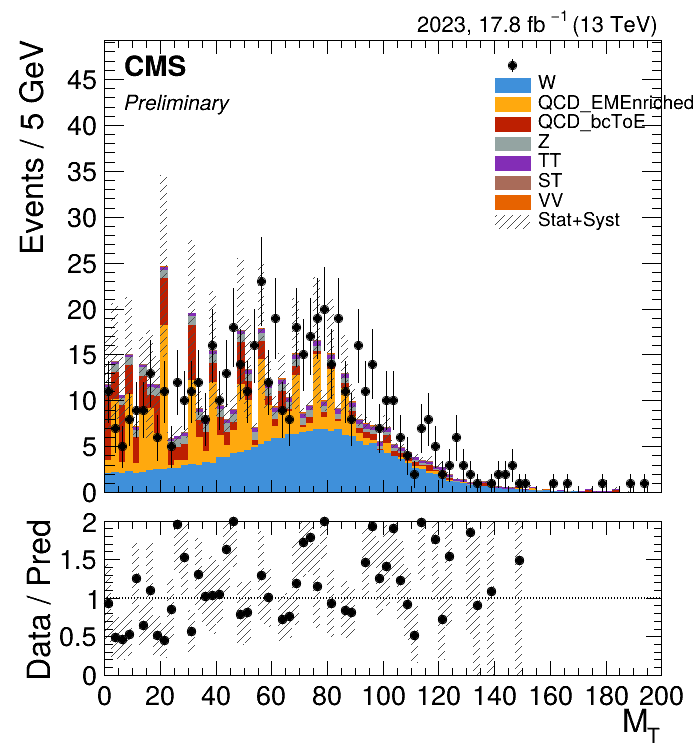 2023, 17.8 fb⁻¹ (13 TeV)
CMS
Preliminary
Events / 5 GeV
45
40
35
30
25
20
15
10
5
0
W
QCD_EMEnriched
QCD_bcToE
Z
TT
ST
VV
Stat+Syst
Data / Pred
2
1.5
1
0.5
0
0 20 40 60 80 100 120 140 160 180 200
M_T